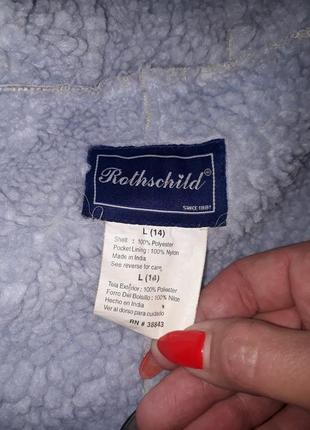 Rothschild®
SINCE 1881
L (14)
Shell : 100% Polyester
Pocket Lining : 100% Nylon
Made in India
See reverse for care
L (14)
Tela Exterior : 100% Polyester
Forro Del Bolsillo : 100% Nilon
Hecho en India
Ver al dorso para cuidado
RN # 38843